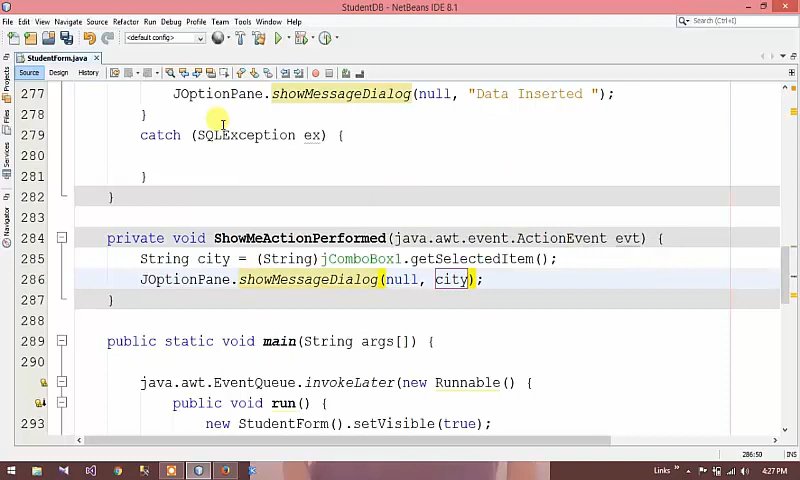 StudentDB - NetBeans IDE 8.1
File Edit View Navigate Source Refactor Run Debug Profile Team Tools Window Help
<default config>
Search (Ctrl+I)
StudentForm.java
Source Design History
Projects
Files
Services
Navigator
277 JOptionPane.showMessageDialog(null, "Data Inserted ");
278 }
279 catch (SQLException ex) {
280
281 }
282 }
283
284 private void ShowMeActionPerformed(java.awt.event.ActionEvent evt) {
285 String city = (String)jComboBox1.getSelectedItem();
286 JOptionPane.showMessageDialog(null, city);
287 }
289 public static void main(String args[]) {
290
java.awt.EventQueue.invokeLater(new Runnable() {
public void run() {
293 new StudentForm().setVisible(true);
286:50 INS
Links » 4:27 PM